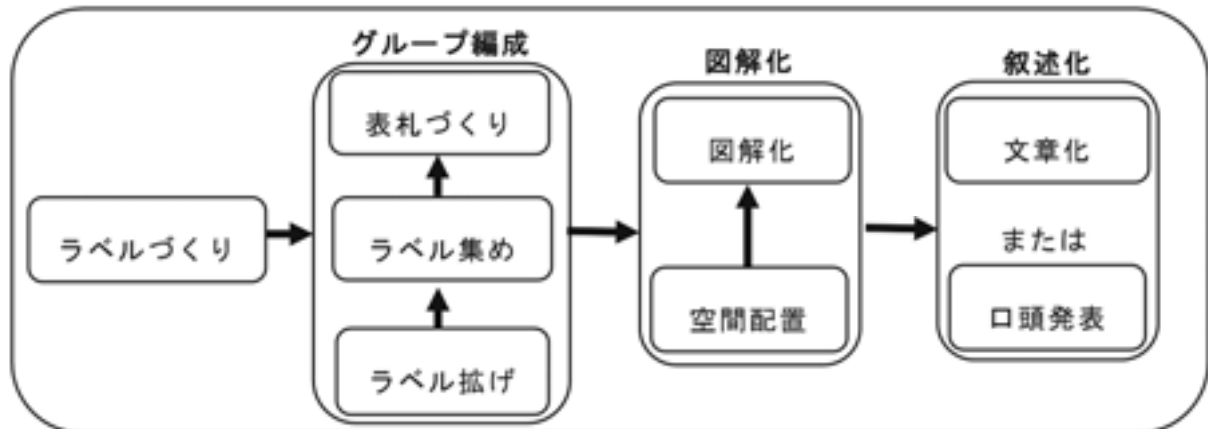 ラベルづくり
グループ編成
表札づくり
ラベル集め
ラベル拡げ
図解化
図解化
空間配置
叙述化
文章化
または
口頭発表